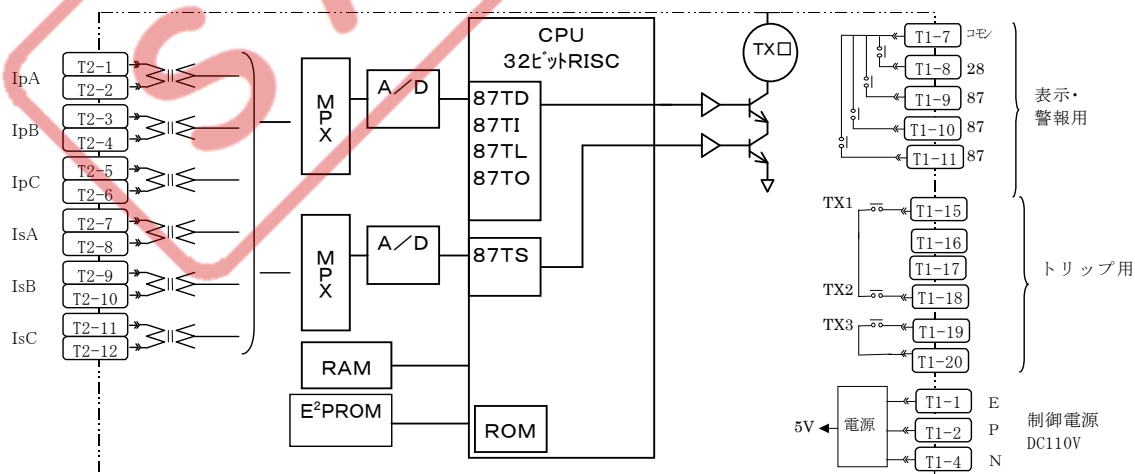 IpA
T2-1
T2-2
IpB
T2-3
T2-4
IpC
T2-5
T2-6
IsA
T2-7
T2-8
IsB
T2-9
T2-10
IsC
T2-11
T2-12
MPX
A/D
MPX
A/D
RAM
E²PROM
CPU
32ﾋﾞｯﾄRISC
87TD
87TI
87TL
87TO
87TS
ROM
TX□
T1-7 ｺﾓﾝ
T1-8 28
T1-9 87
T1-10 87
T1-11 87
表示・
警報用
TX1
T1-15
T1-16
T1-17
TX2
T1-18
TX3
T1-19
T1-20
トリップ用
5V
電源
T1-1 E
T1-2 P
T1-4 N
制御電源
DC110V